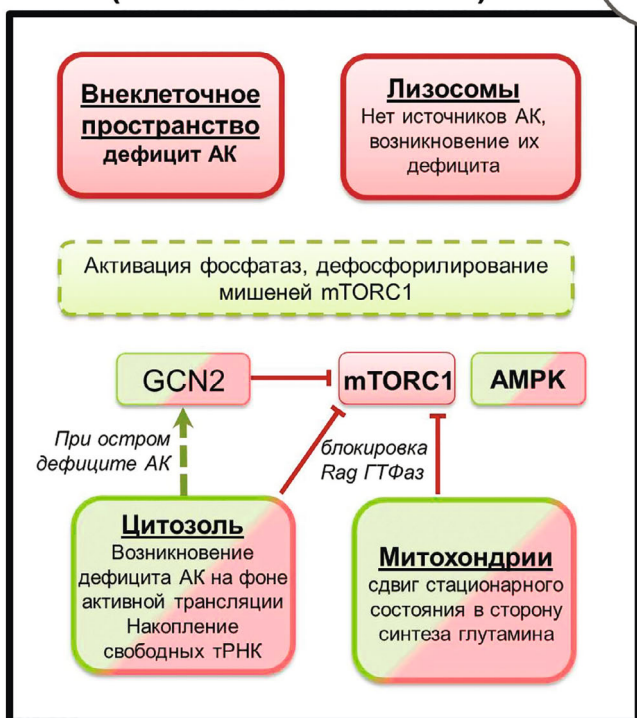 Внеклеточное
пространство
дефицит АК
Лизосомы
Нет источников АК,
возникновение их
дефицита
Активация фосфатаз, дефосфорилирование
мишеней mTORC1
GCN2
mTORC1
AMPK
При остром
дефиците АК
блокировка
Rag ГТФаз
Цитозоль
Возникновение
дефицита АК на фоне
активной трансляции
Накопление
свободных тРНК
Митохондрии
сдвиг стационарного
состояния в сторону
синтеза глутамина